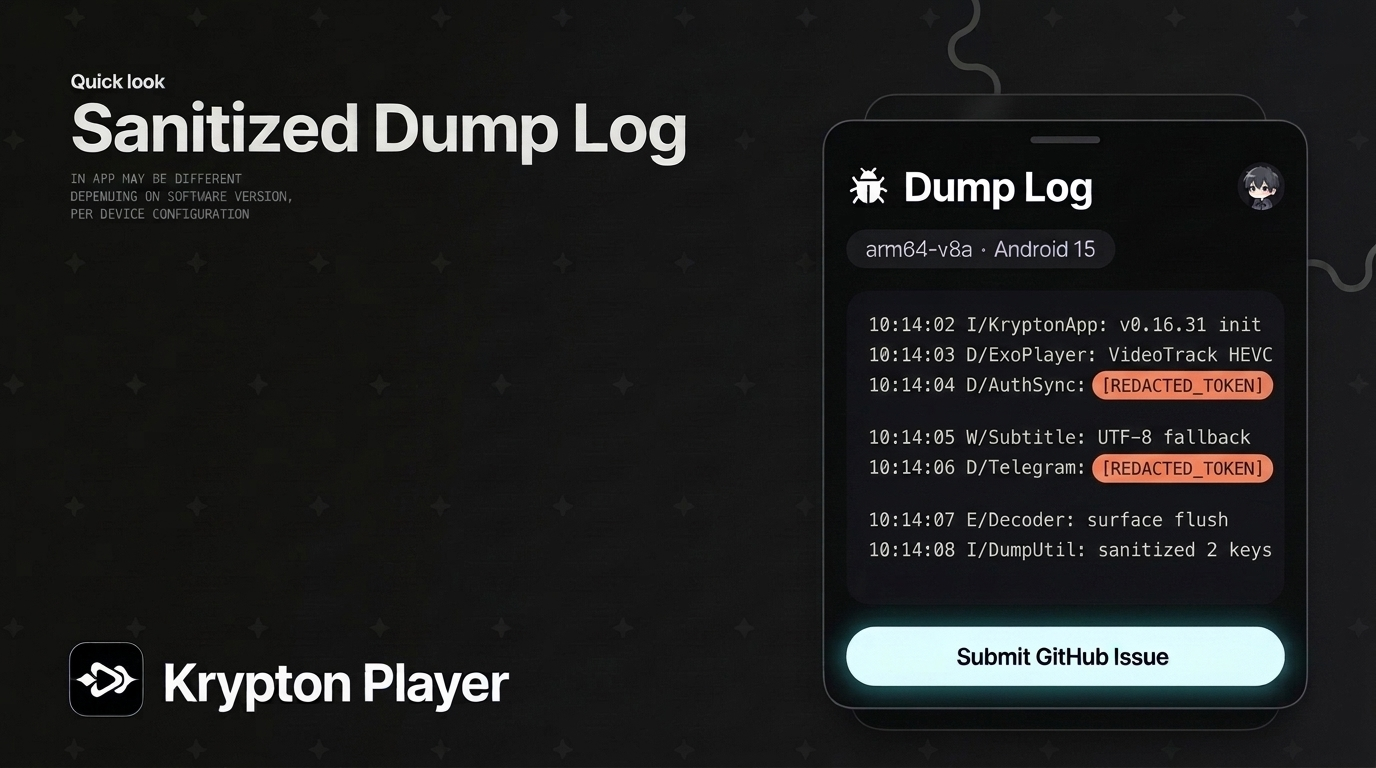 Quick look
Sanitized Dump Log
IN APP MAY BE DIFFERENT
DEPENUING ON SOFTWARE VERSION,
PER DEVICE CONFIGURATION
Krypton Player
Dump Log
arm64-v8a • Android 15
10:14:02 I/KryptonApp: v0.16.31 init
10:14:03 D/ExoPlayer: VideoTrack HEVC
10:14:04 D/AuthSync: [REDACTED_TOKEN]
10:14:05 W/Subtitle: UTF-8 fallback
10:14:06 D/Telegram: [REDACTED_TOKEN]
10:14:07 E/Decoder: surface flush
10:14:08 I/DumpUtil: sanitized 2 keys
Submit GitHub Issue